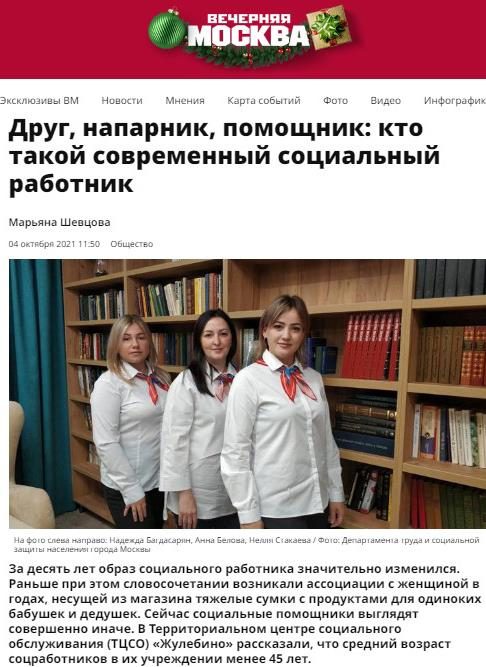 ВЕЧЕРНЯЯ
МОСКВА
Эксклюзивы ВМ Новости Мнения Карта событий Фото Видео Инфографик
Друг, напарник, помощник: кто
такой современный социальный
работник
Марьяна Шевцова
04 октября 2021 11:50 Общество
На фото слева направо: Надежда Багдасарян, Анна Белова, Нелля Стакаева / Фото: Департамента труда и социальной
защиты населения города Москвы
За десять лет образ социального работника значительно изменился.
Раньше при этом словосочетании возникали ассоциации с женщиной в
годах, несущей из магазина тяжелые сумки с продуктами для одиноких
бабушек и дедушек. Сейчас социальные помощники выглядят
совершенно иначе. В Территориальном центре социального
обслуживания (ТЦСО) «Жулебино» рассказали, что средний возраст
соцработников в их учреждении менее 45 лет.